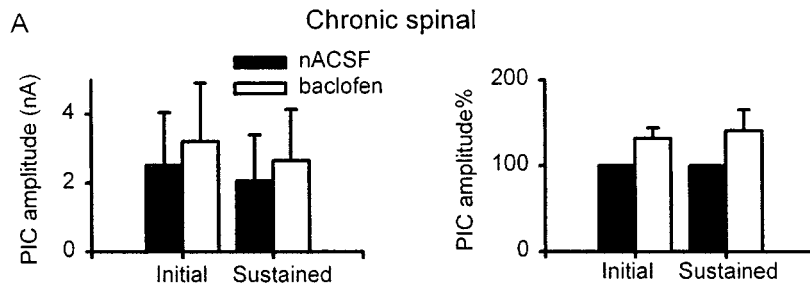 A
Chronic spinal
nACSF
baclofen
PIC amplitude (nA)
4
2
0
Initial Sustained
PIC amplitude%
200
100
0
Initial Sustained